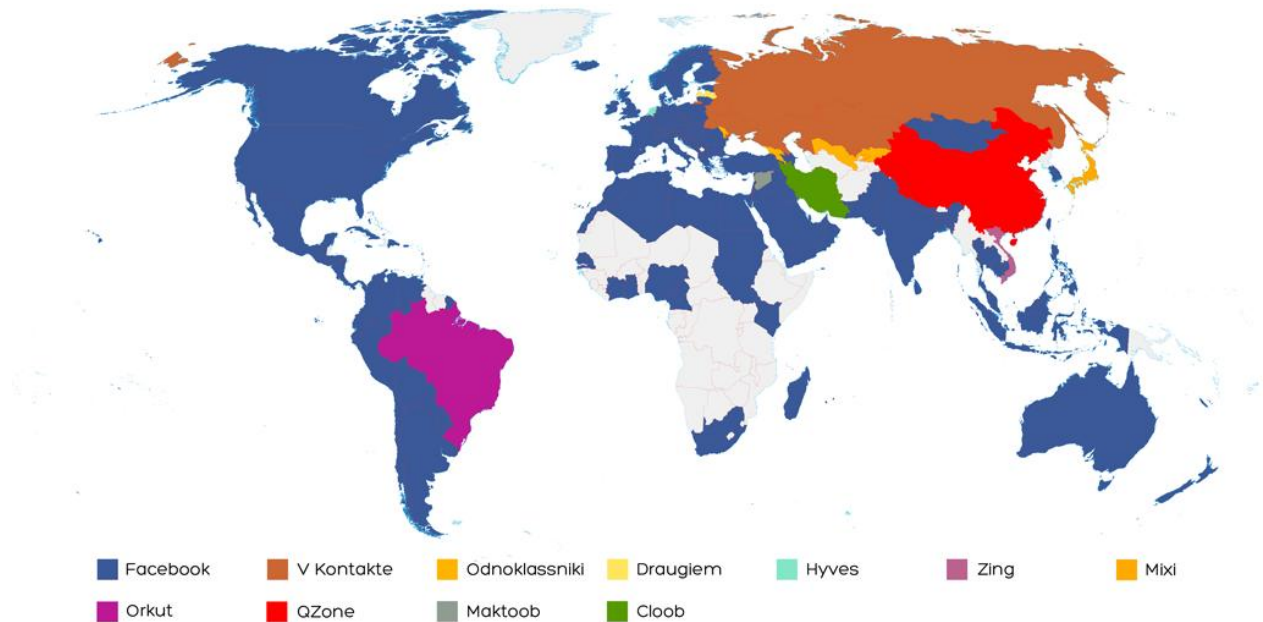 Facebook V Kontakte Odnoklassniki Draugiem Hyves Zing Mixi
Orkut QZone Maktoob Cloob